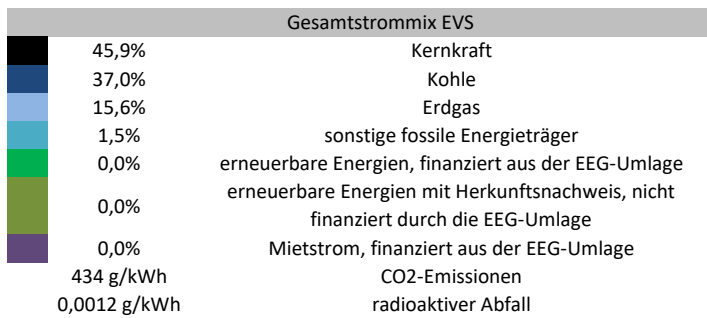 Gesamtstrommix EVS
45,9% Kernkraft
37,0% Kohle
15,6% Erdgas
1,5% sonstige fossile Energieträger
0,0% erneuerbare Energien, finanziert aus der EEG-Umlage
erneuerbare Energien mit Herkunftsnachweis, nicht
0,0%
finanziert durch die EEG-Umlage
0,0% Mietstrom, finanziert aus der EEG-Umlage
434 g/kWh CO2-Emissionen
0,0012 g/kWh radioaktiver Abfall